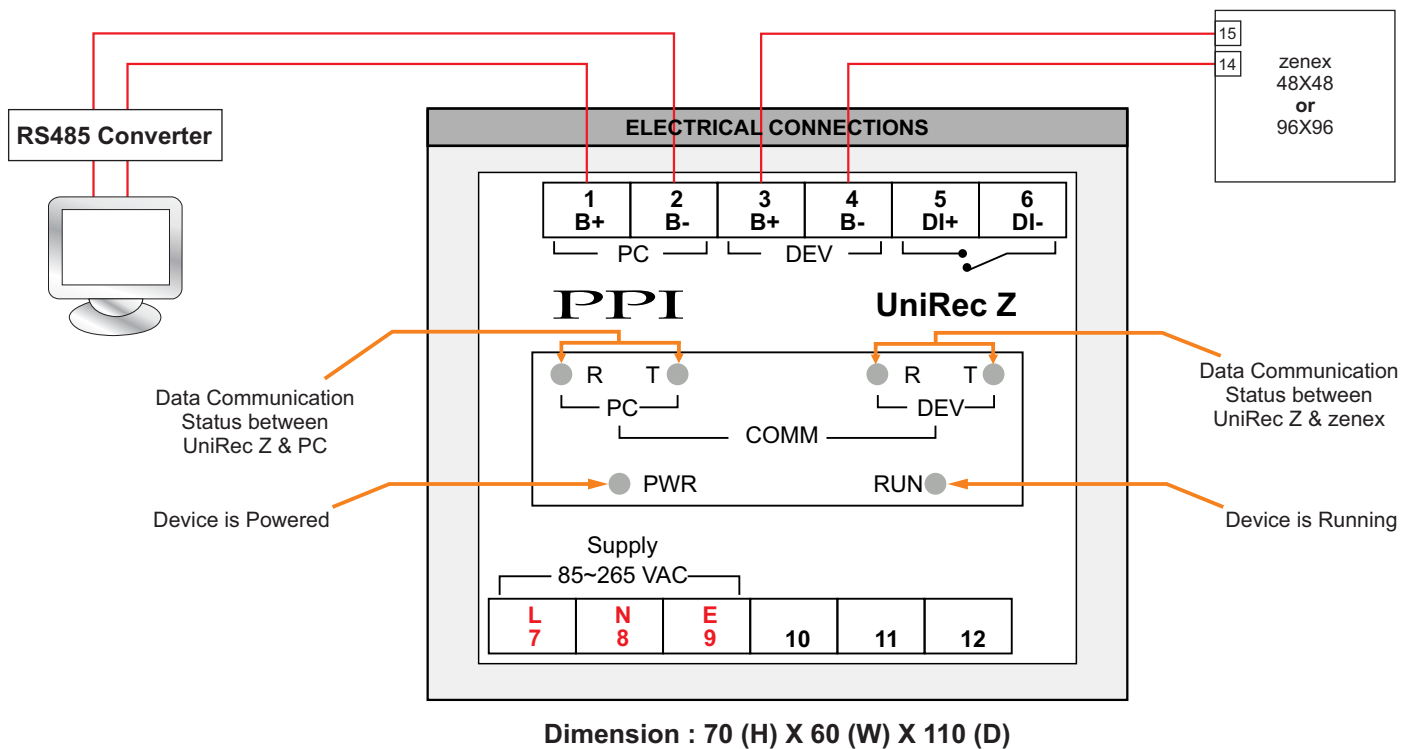 15
14
zenex
48X48
or
96X96
RS485 Converter
ELECTRICAL CONNECTIONS
1 2 3 4 5 6
B+ B- B+ B- DI+ DI-
PC DEV
PPI UniRec Z
R T R T
PC DEV
COMM
PWR RUN
Data Communication
Status between
UniRec Z & PC
Data Communication
Status between
UniRec Z & zenex
Device is Powered
Device is Running
Supply
85~265 VAC
L N E
7 8 9 10 11 12
Dimension : 70 (H) X 60 (W) X 110 (D)